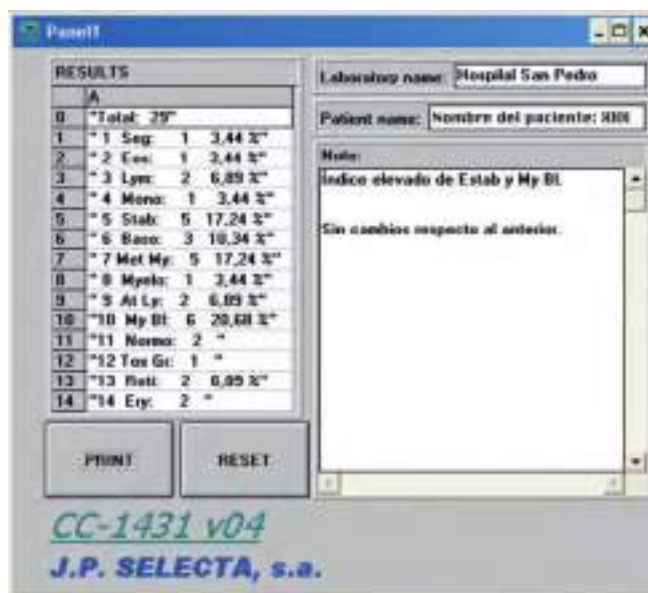 Panel1
RESULTS
A
0 "Total: 29"
1 " 1 Seg: 1 3,44 %"
2 " 2 Eos: 1 3,44 %"
3 " 3 Lym: 2 6,89 %"
4 " 4 Mono: 1 3,44 %"
5 " 5 Stab: 5 17,24 %"
6 " 6 Baso: 3 10,34 %"
7 " 7 Met My: 5 17,24 %"
8 " 8 Myelo: 1 3,44 %"
9 " 9 At Ly: 2 6,89 %"
10 "10 My Bl: 6 20,68 %"
11 "11 Normo: 2 "
12 "12 Tos Gr: 1 "
13 "13 Reti: 2 6,89 %"
14 "14 Ery: 2 "
PRINT
RESET
Laboratory name: Hospital San Pedro
Patient name: Nombre del paciente: XXX
Note:
Índice elevado de Estab y My Bl.
Sin cambios respecto al anterior.
CC-1431 v04
J.P. SELECTA, s.a.